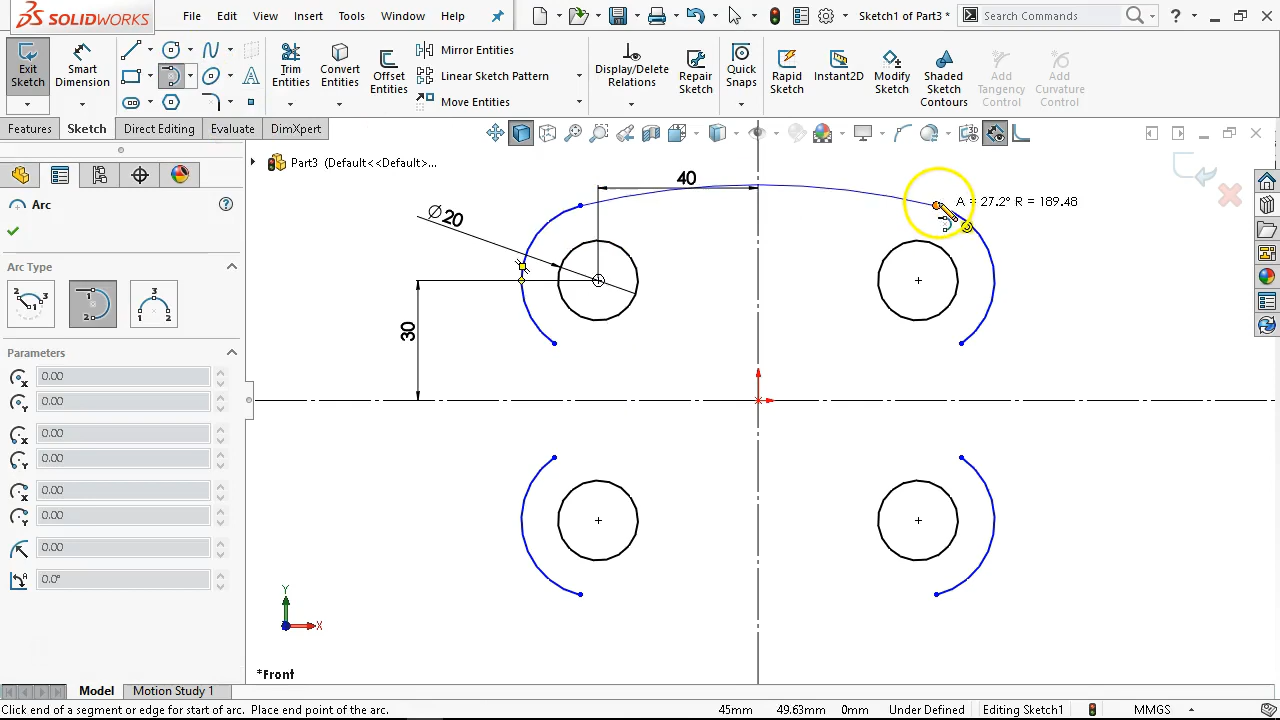 SOLIDWORKS
File Edit View Insert Tools Window Help
Sketch1 of Part3 *
Search Commands
Exit Sketch
Smart Dimension
Trim Entities
Convert Entities
Offset Entities
Mirror Entities
Linear Sketch Pattern
Move Entities
Display/Delete Relations
Repair Sketch
Quick Snaps
Rapid Sketch
Instant2D
Modify Sketch
Shaded Sketch Contours
Add Tangency Control
Add Curvature Control
Features Sketch Direct Editing Evaluate DimXpert
Part3 (Default<<Default>...
Arc
Arc Type
Parameters
0.00
0.00
0.00
0.00
0.00
0.00
0.00
0.0°
40
Ø20
30
A = 27.2° R = 189.48
Y
X
*Front
Model Motion Study 1
Click end of a segment or edge for start of arc. Place end point of the arc.
45mm 49.63mm 0mm Under Defined Editing Sketch1 MMGS